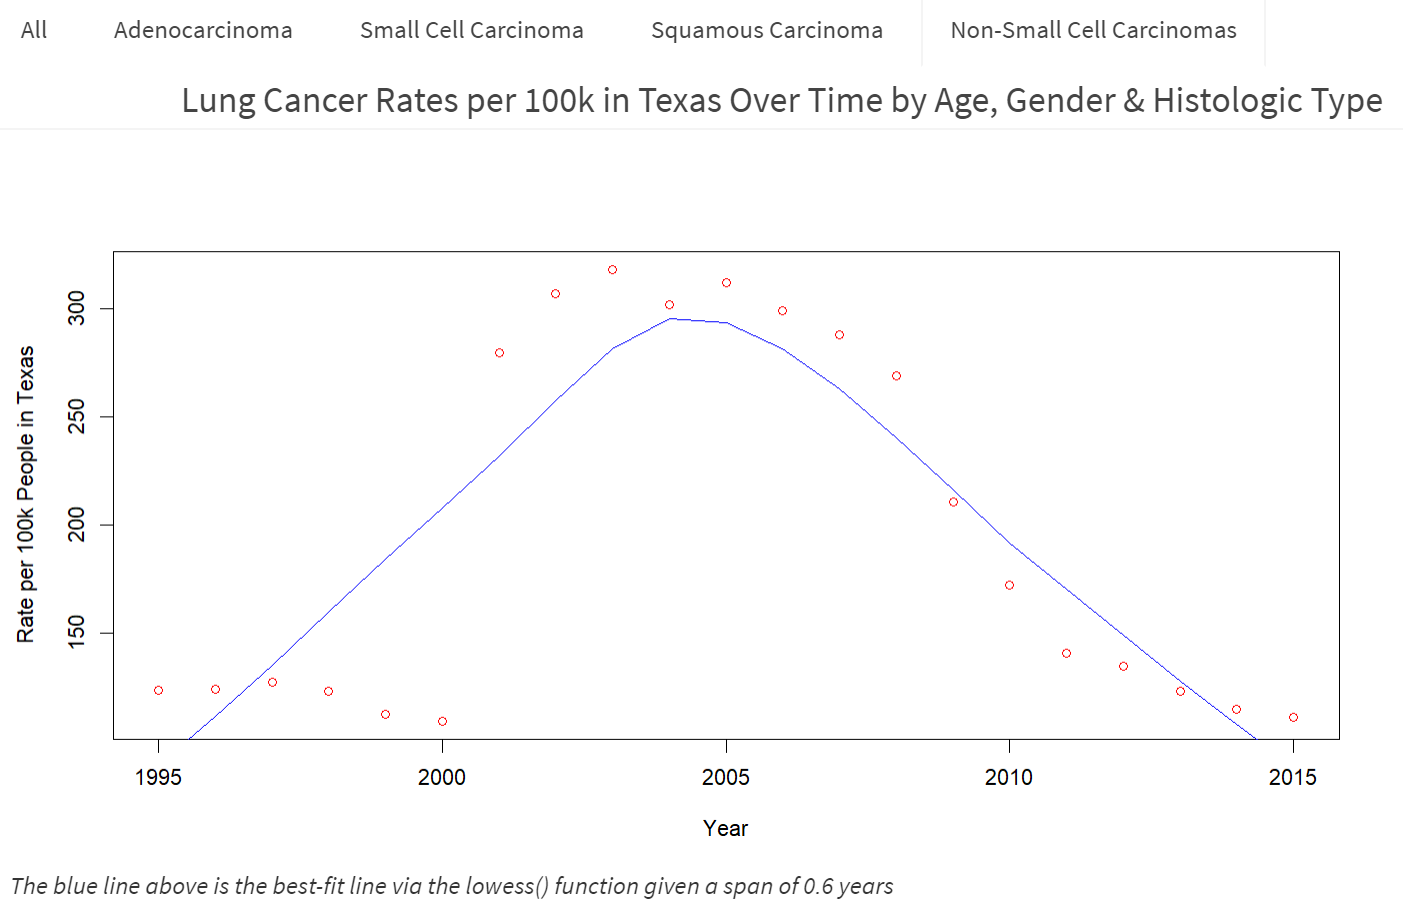 All Adenocarcinoma Small Cell Carcinoma Squamous Carcinoma Non-Small Cell Carcinomas
Lung Cancer Rates per 100k in Texas Over Time by Age, Gender & Histologic Type
Rate per 100k People in Texas
300
250
200
150
1995 2000 2005 2010 2015
Year
The blue line above is the best-fit line via the lowess() function given a span of 0.6 years